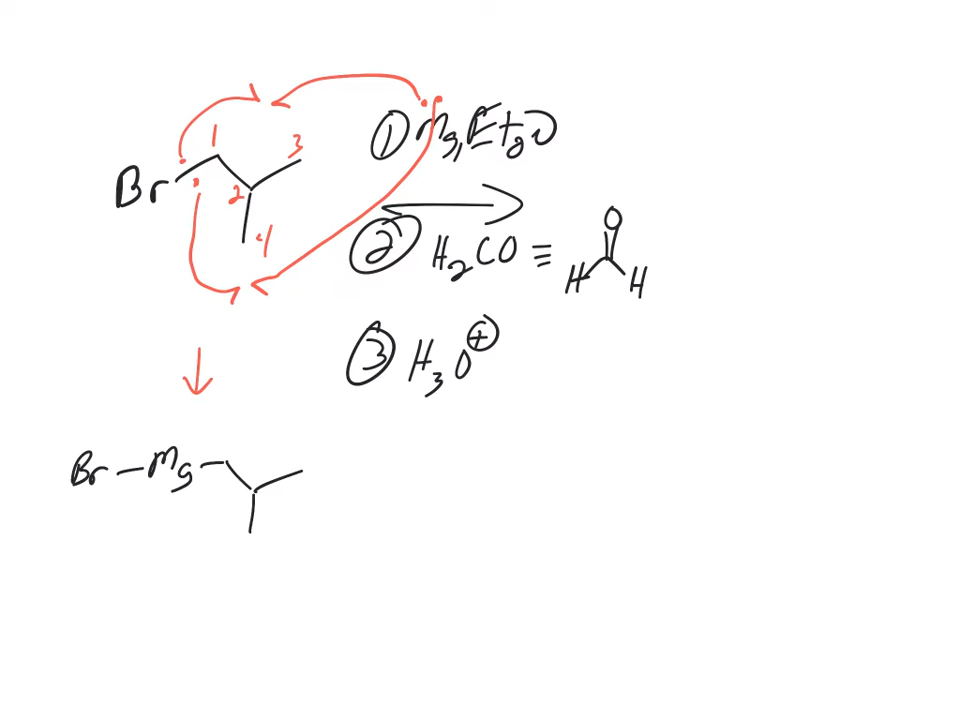 1 3
① Mg, Et2O
Br 2
4
② H2CO ≡ O
H H
③ H3O⊕
Br-Mg-